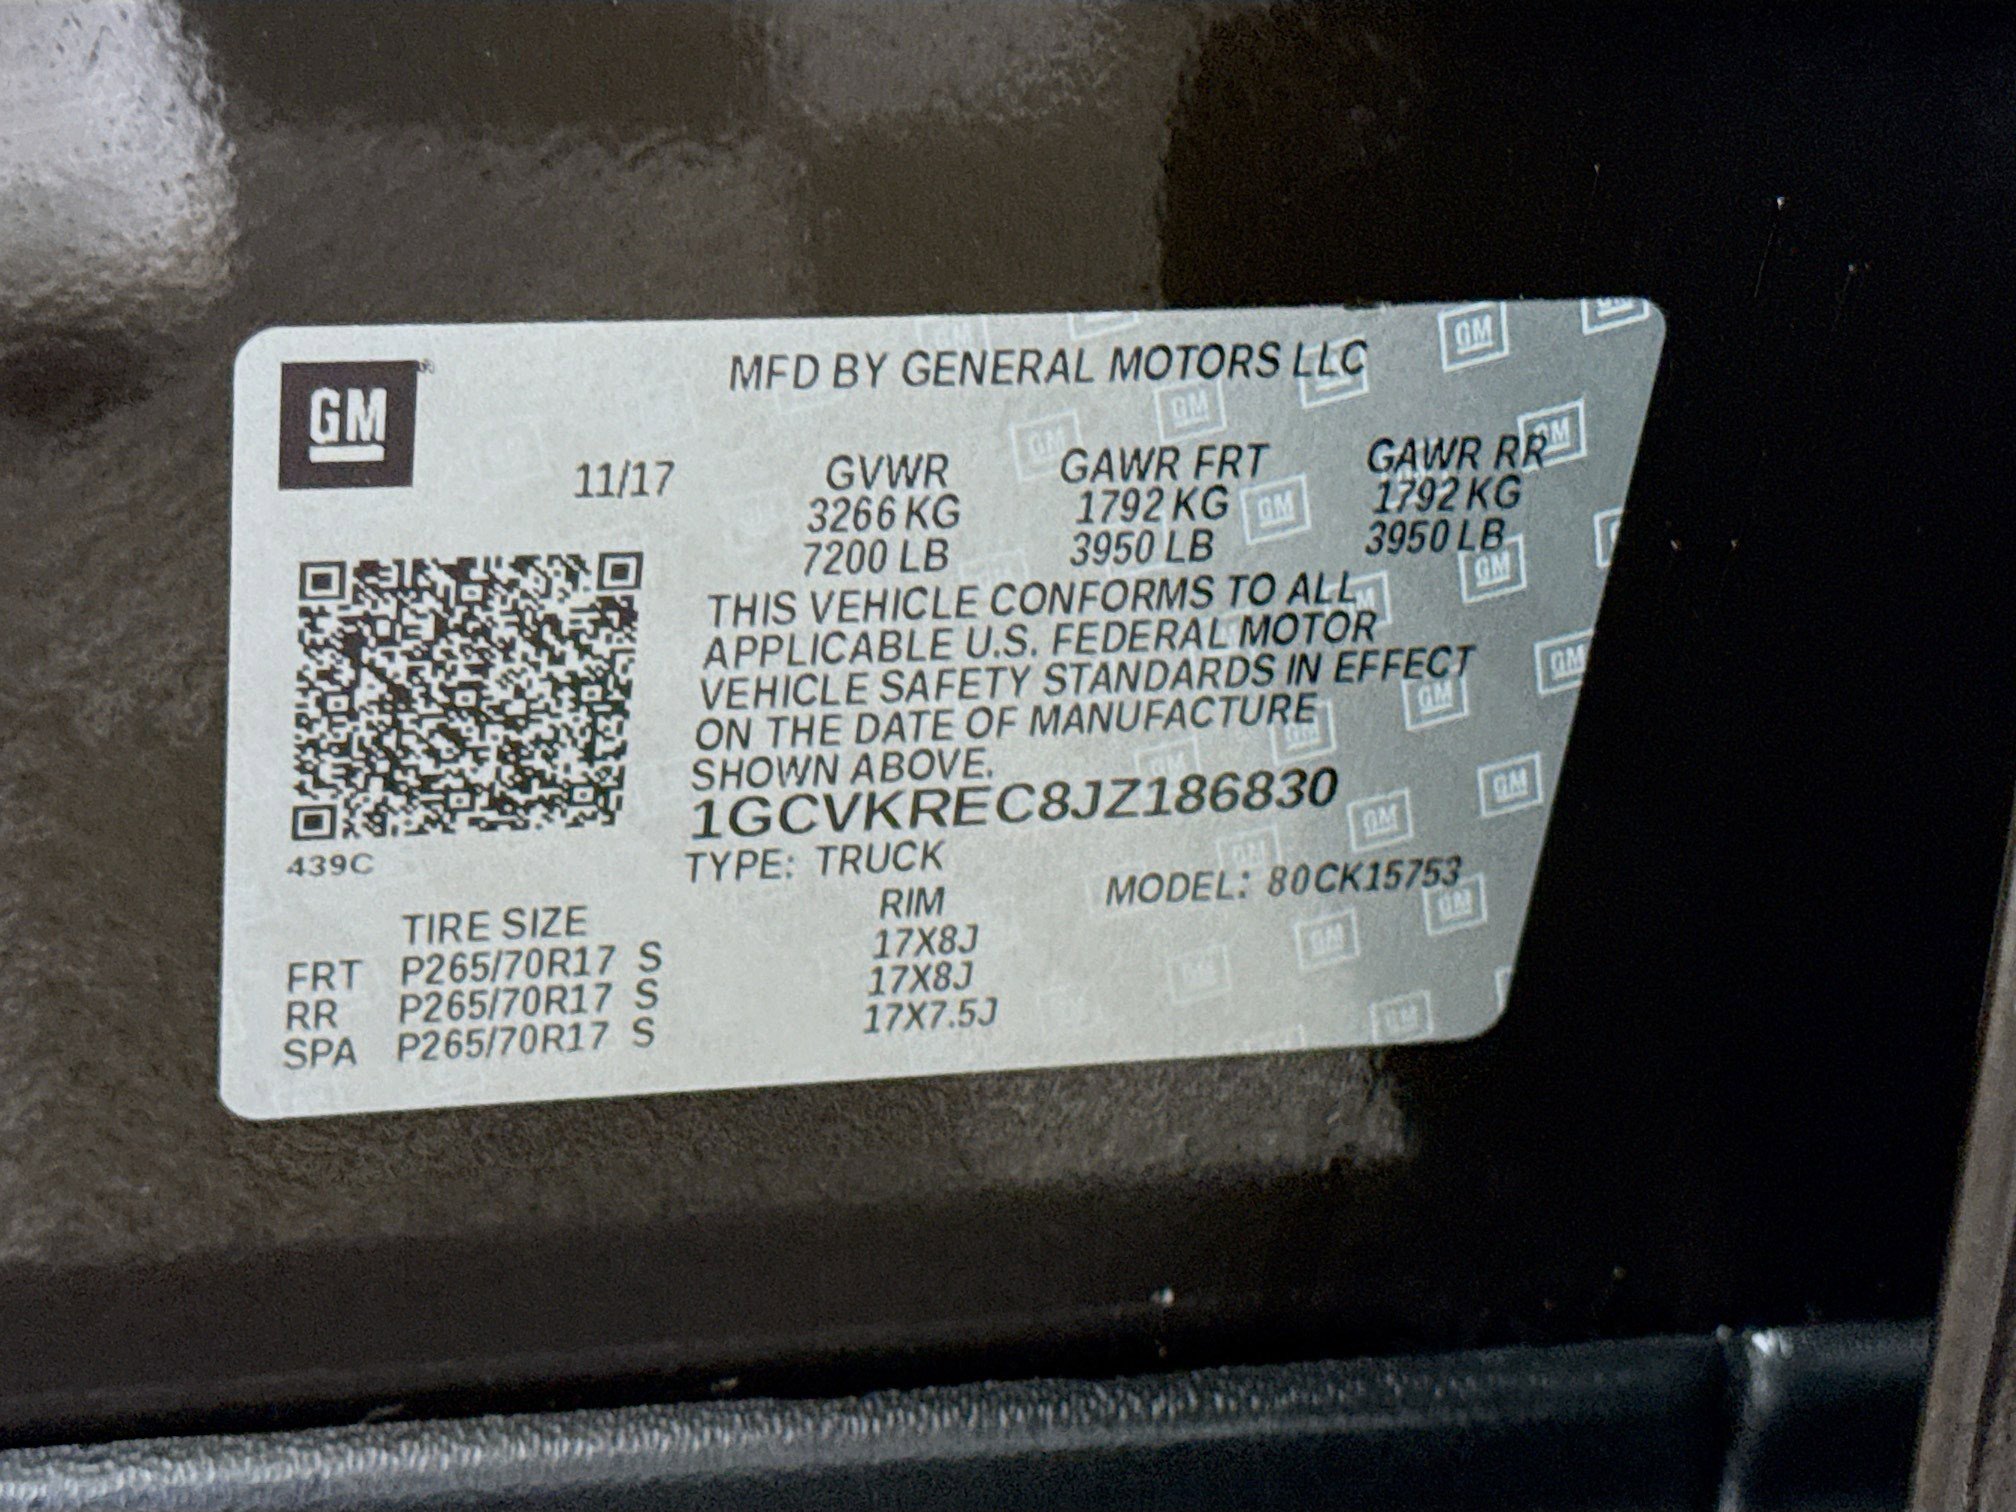 GM
MFD BY GENERAL MOTORS LLC
11/17
GVWR GAWR FRT GAWR RR
3266 KG 1792 KG 1792 KG
7200 LB 3950 LB 3950 LB
THIS VEHICLE CONFORMS TO ALL
APPLICABLE U.S. FEDERAL MOTOR
VEHICLE SAFETY STANDARDS IN EFFECT
ON THE DATE OF MANUFACTURE
SHOWN ABOVE.
1GCVKREC8JZ186830
439C
TYPE: TRUCK MODEL: 80CK15753
TIRE SIZE RIM
FRT P265/70R17 S 17X8J
RR P265/70R17 S 17X8J
SPA P265/70R17 S 17X7.5J